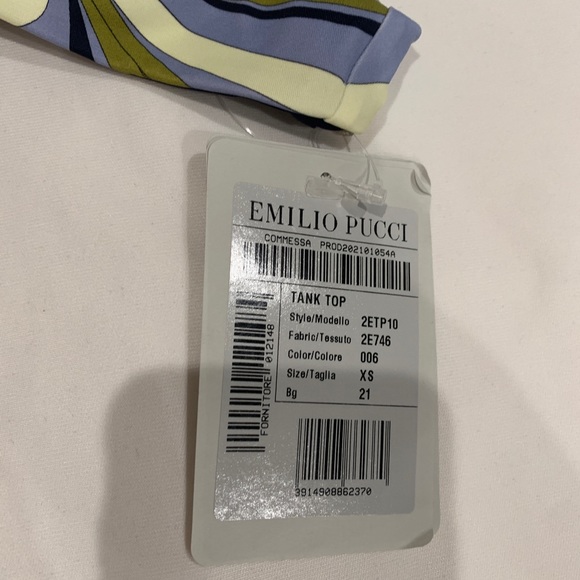 EMILIO PUCCI
COMMESSA PROD202101054A
TANK TOP
Style/Modello 2ETP10
Fabric/Tessuto 2E746
Color/Colore 006
Size/Taglia XS
Bg 21
FORNITORE 012148
3914908862370